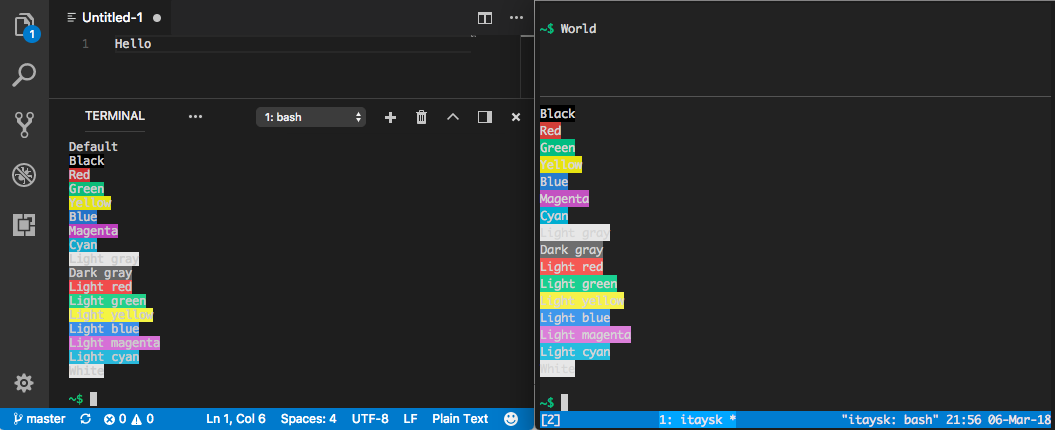 Untitled-1
1
1 Hello
TERMINAL
1: bash
Default
Black
Red
Green
Yellow
Blue
Magenta
Cyan
Light gray
Dark gray
Light red
Light green
Light yellow
Light blue
Light magenta
Light cyan
White
~$
master 0 0 Ln 1, Col 6 Spaces: 4 UTF-8 LF Plain Text
~$ World
Black
Red
Green
Yellow
Blue
Magenta
Cyan
Light gray
Dark gray
Light red
Light green
Light yellow
Light blue
Light magenta
Light cyan
White
~$
[2] 1: itaysk * "itaysk: bash" 21:56 06-Mar-18